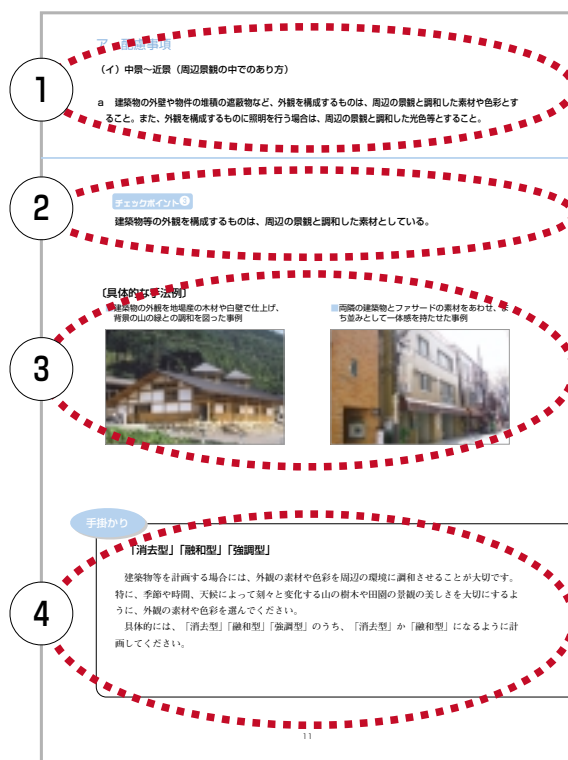 1
ア 配慮事項
（イ）中景～近景（周辺景観の中でのあり方）
a 建築物の外壁や物件の堆積の遮蔽物など、外観を構成するものは、周辺の景観と調和した素材や色彩とす
ること。また、外観を構成するものに照明を行う場合は、周辺の景観と調和した光色等とすること。
2
チェックポイント③
建築物等の外観を構成するものは、周辺の景観と調和した素材としている。
3
〔具体的な手法例〕
■建築物の外観を地場産の木材や白壁で仕上げ、
背景の山の緑との調和を図った事例
■両隣の建築物とファサードの素材をあわせ、ま
ち並みとして一体感を持たせた事例
4
手掛かり
「消去型」「融和型」「強調型」
建築物等を計画する場合には、外観の素材や色彩を周辺の環境に調和させることが大切です。
特に、季節や時間、天候によって刻々と変化する山の樹木や田園の景観の美しさを大切にするよ
うに、外観の素材や色彩を選んでください。
具体的には、「消去型」「融和型」「強調型」のうち、「消去型」か「融和型」になるように計
画してください。
11